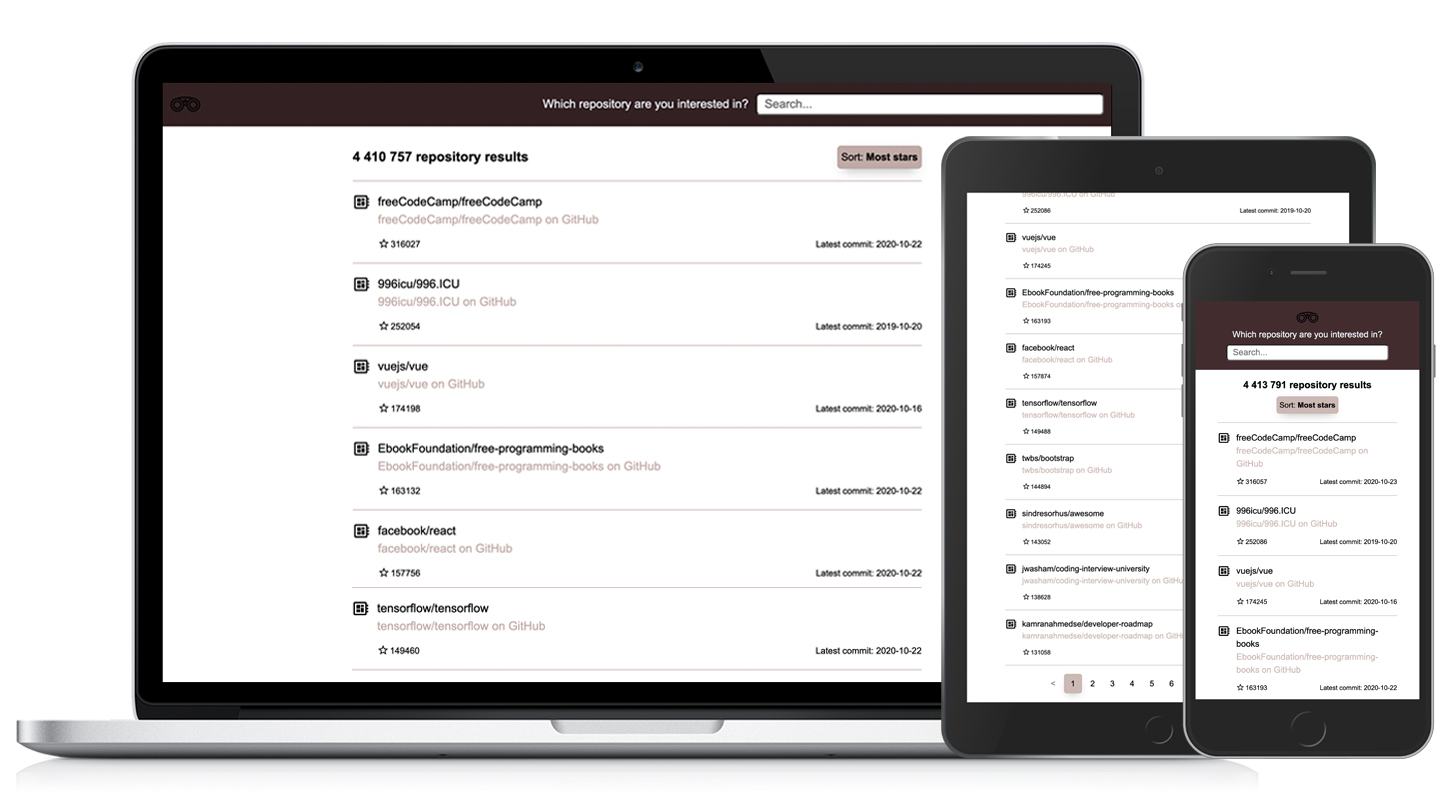 Which repository are you interested in? Search...
4 410 757 repository results
Sort: Most stars
freeCodeCamp/freeCodeCamp
freeCodeCamp/freeCodeCamp on GitHub
316027 Latest commit: 2020-10-22
996icu/996.ICU
996icu/996.ICU on GitHub
252054 Latest commit: 2019-10-20
vuejs/vue
vuejs/vue on GitHub
174198 Latest commit: 2020-10-16
EbookFoundation/free-programming-books
EbookFoundation/free-programming-books on GitHub
163132 Latest commit: 2020-10-22
facebook/react
facebook/react on GitHub
157756 Latest commit: 2020-10-22
tensorflow/tensorflow
tensorflow/tensorflow on GitHub
149460 Latest commit: 2020-10-22
996icu/996.ICU on GitHub
252086 Latest commit: 2019-10-20
vuejs/vue
vuejs/vue on GitHub
174245
EbookFoundation/free-programming-books
EbookFoundation/free-programming-books
163193
facebook/react
facebook/react on GitHub
157874
tensorflow/tensorflow
tensorflow/tensorflow on GitHub
149488
twbs/bootstrap
twbs/bootstrap on GitHub
144894
sindresorhus/awesome
sindresorhus/awesome on GitHub
143052
jwasham/coding-interview-university
jwasham/coding-interview-university on GitHu
138628
kamranahmedse/developer-roadmap
kamranahmedse/developer-roadmap on GitH
131058
< 1 2 3 4 5 6
Which repository are you interested in?
Search...
4 413 791 repository results
Sort: Most stars
freeCodeCamp/freeCodeCamp
freeCodeCamp/freeCodeCamp on
GitHub
316057 Latest commit: 2020-10-23
996icu/996.ICU
996icu/996.ICU on GitHub
252086 Latest commit: 2019-10-20
vuejs/vue
vuejs/vue on GitHub
174245 Latest commit: 2020-10-16
EbookFoundation/free-programming-
books
EbookFoundation/free-programming-
books on GitHub
163193 Latest commit: 2020-10-22